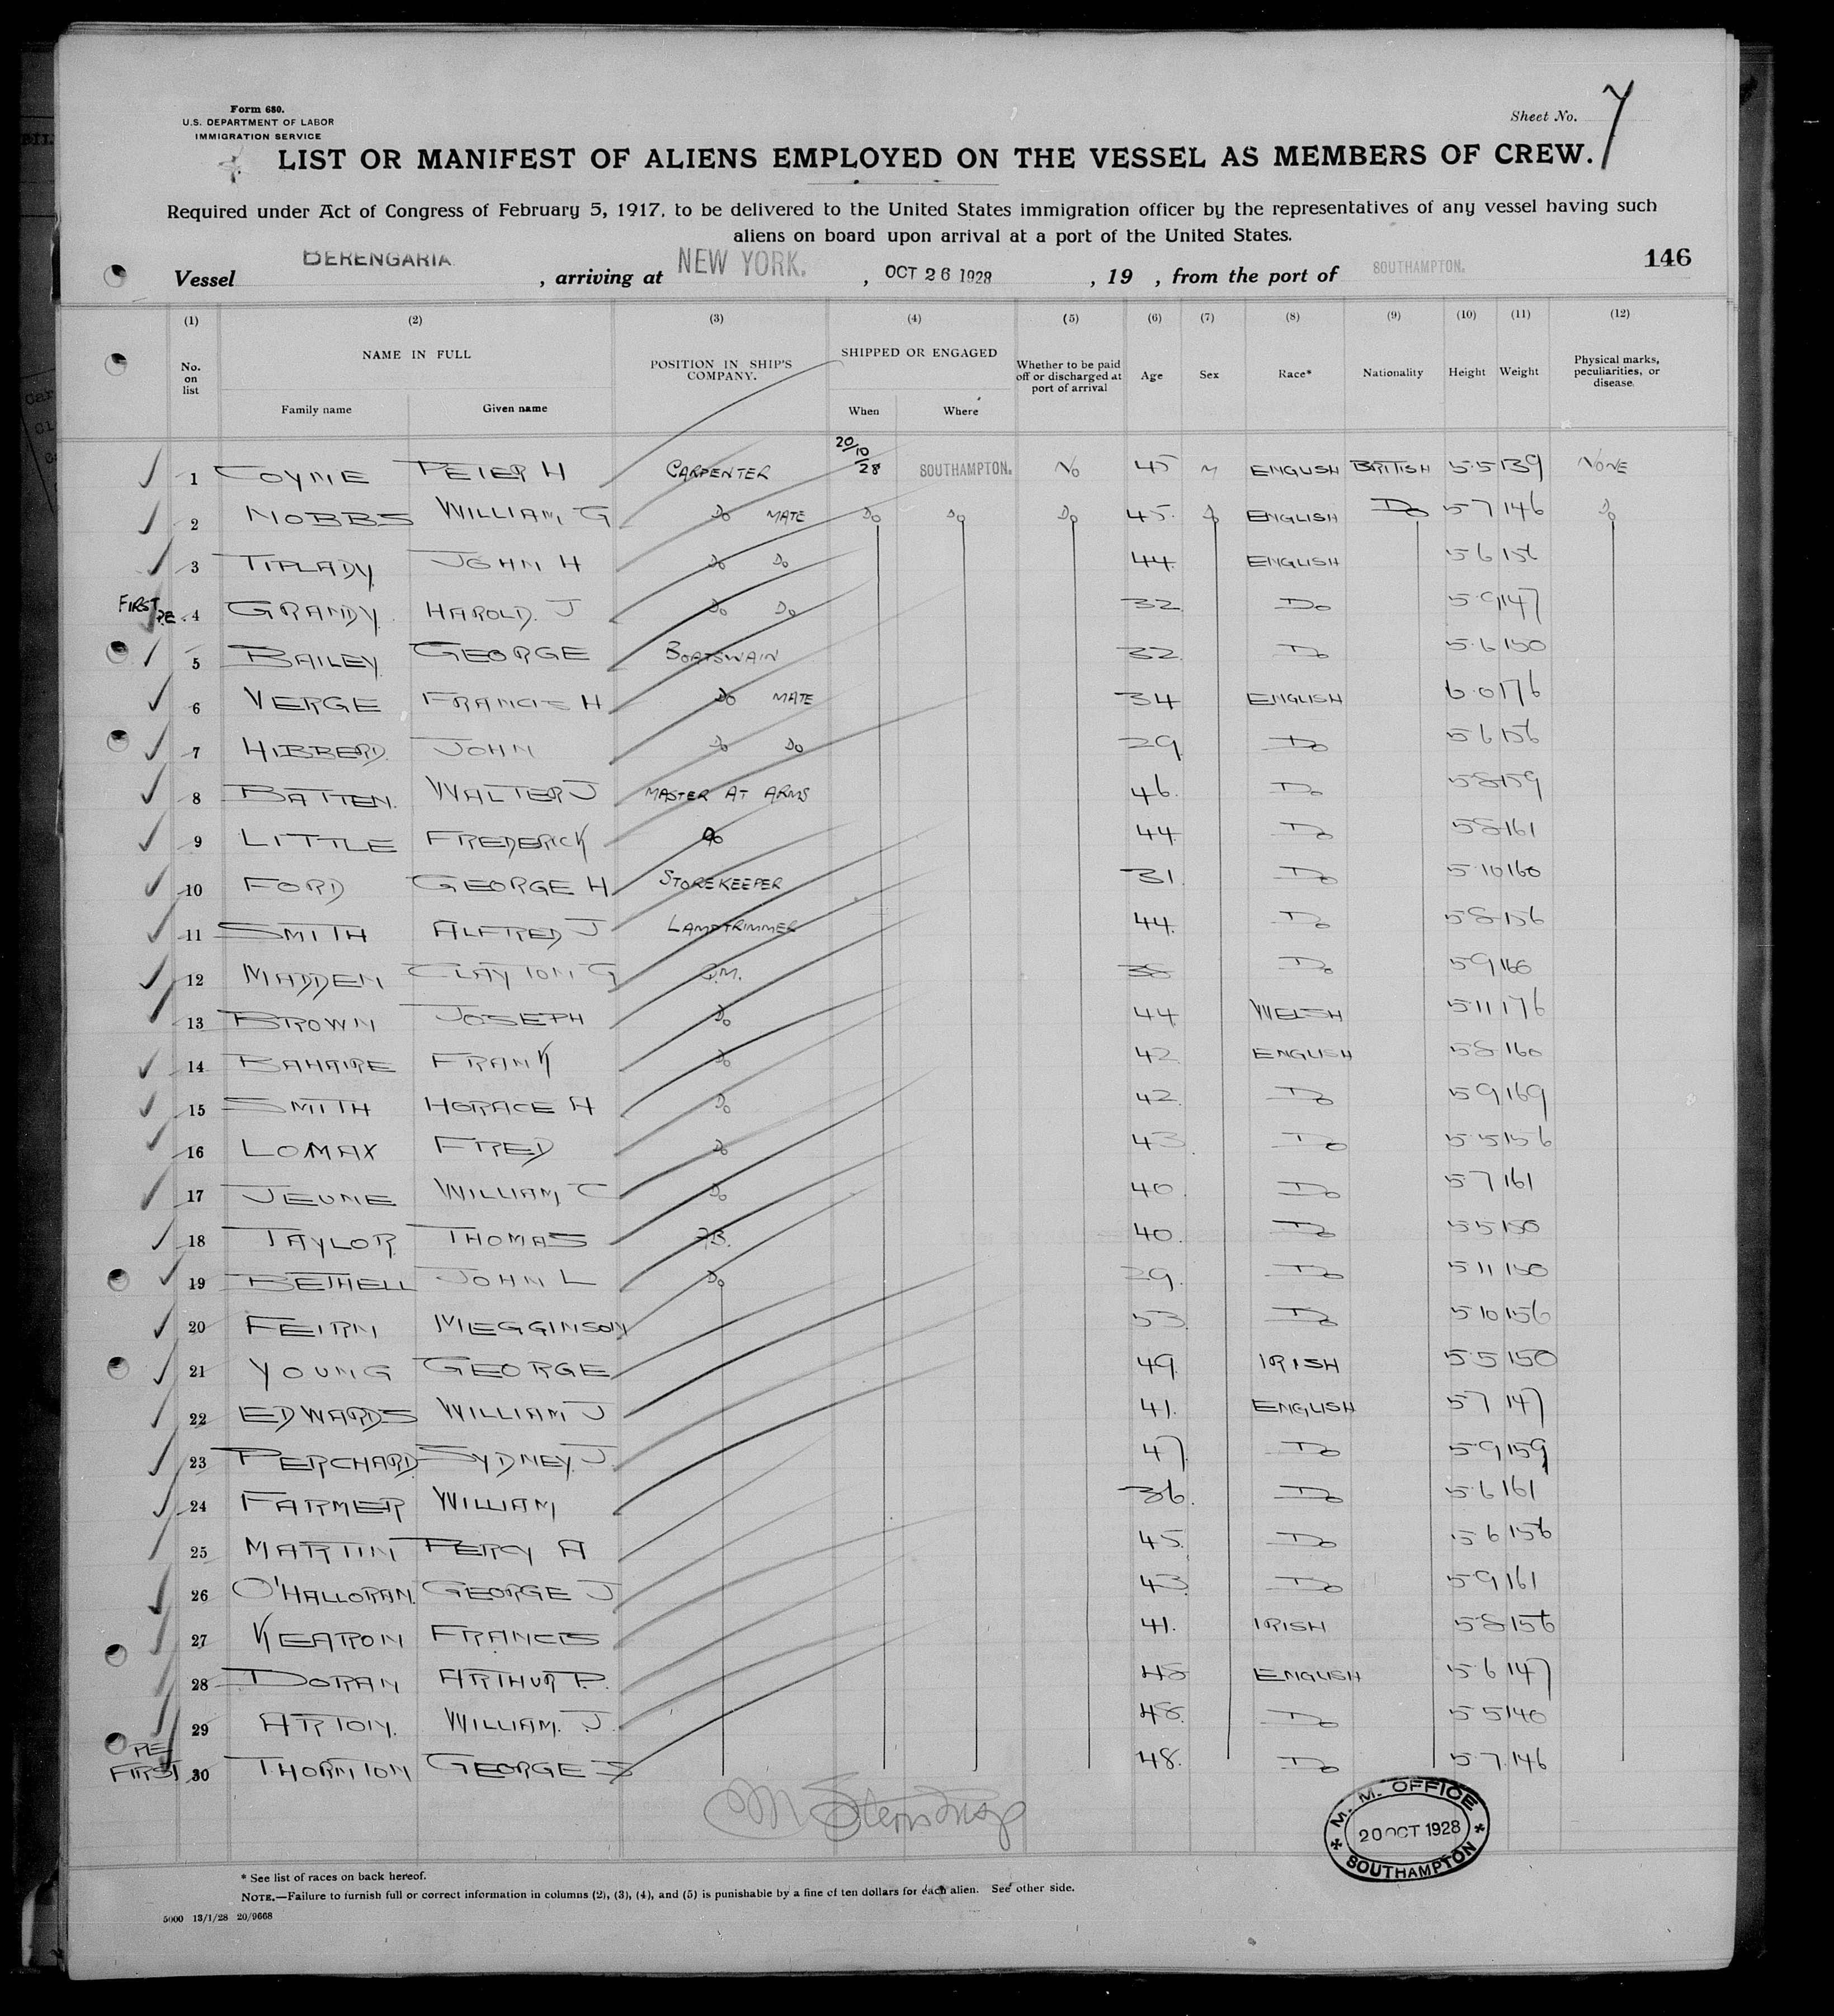 Form 680.
U.S. DEPARTMENT OF LABOR
IMMIGRATION SERVICE
Sheet No. 7
LIST OR MANIFEST OF ALIENS EMPLOYED ON THE VESSEL AS MEMBERS OF CREW.
Required under Act of Congress of February 5, 1917, to be delivered to the United States immigration officer by the representatives of any vessel having such
aliens on board upon arrival at a port of the United States.
146
Vessel BERENGARIA , arriving at NEW YORK. , OCT 26 1928 , 19 , from the port of SOUTHAMPTON.
(1) (2) (3) (4) (5) (6) (7) (8) (9) (10) (11) (12)
No. on list NAME IN FULL POSITION IN SHIP'S COMPANY. SHIPPED OR ENGAGED Whether to be paid off or discharged at port of arrival Age Sex Race* Nationality Height Weight Physical marks, peculiarities, or disease.
Family name Given name When Where
1 COYNE PETER H CARPENTER 20/10/28 SOUTHAMPTON. No 45 M ENGLISH BRITISH 5·5 139 NONE
2 NOBBS WILLIAM G Do MATE Do Do Do 45. Do ENGLISH Do 5 7 146 Do
3 TIPLADY JOHN H Do Do 44 ENGLISH 5 6 156
FIRST P.E. 4 GRANDY HAROLD. J Do Do 32 Do 5·9 147
5 BAILEY GEORGE BOATSWAIN 32 Do 5·6 150
6 VERGE FRANCIS H Do MATE 34 ENGLISH 6·0 176
7 HIBBERD JOHN Do Do 29 Do 5 6 156
8 BATTEN. WALTER J MASTER AT ARMS 46. Do 5 8 159
9 LITTLE FREDERICK Do 44. Do 5 8 161
10 FORD GEORGE H STOREKEEPER 31 Do 5·10 160
11 SMITH ALFRED J LAMPTRIMMER 44. Do 5 8 156
12 MADDEN CLAYTON G Q.M. 38 Do 5 9 166
13 BROWN JOSEPH Do 44 WELSH 5 11 176
14 BAHAIRE FRANK Do 42 ENGLISH 5 8 160
15 SMITH HORACE H Do 42. Do 5 9 169
16 LOMAX FRED Do 43 Do 5·5 156
17 JEUNE WILLIAM C Do 40. Do 5 7 161
18 TAYLOR THOMAS A.B. 40. Do 5 5 150
19 BETHELL JOHN L Do 29. Do 5 11 150
20 FEIRN MEGGINSON 53 Do 5 10 156
21 YOUNG GEORGE 49. IRISH 5·5 150
22 EDWARDS WILLIAM J 41. ENGLISH 5 7 147
23 PERCHARD SYDNEY. J. 47 Do 5·9 159
24 FARMER WILLIAM 36. Do 5·6 161
25 MARTIN PERCY A 45. Do 5 6 156
26 O'HALLORAN. GEORGE J 43 Do 5 9 161
27 KEARON FRANCIS 41. IRISH 5 8 156
28 DORAN ARTHUR P. 48 ENGLISH 5·6 147
29 ARTON. WILLIAM. J. 48. Do 5 5 140
P.E. FIRST 30 THORNTON GEORGE S 48. Do 5·7 146
M. M. OFFICE
20 OCT 1928
SOUTHAMPTON
* See list of races on back hereof.
NOTE.—Failure to furnish full or correct information in columns (2), (3), (4), and (5) is punishable by a fine of ten dollars for each alien. See other side.
5000 13/1/28 20/9668